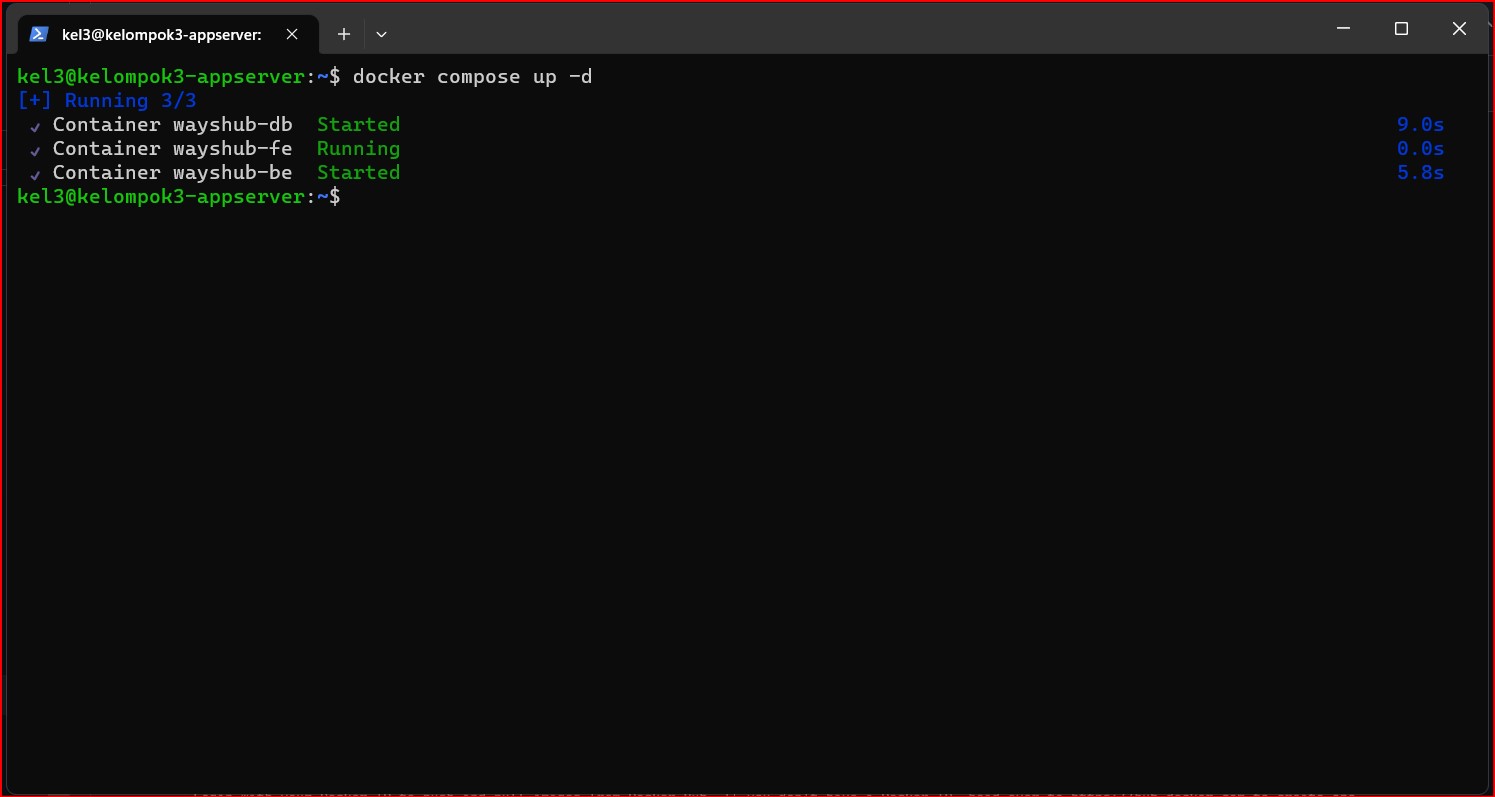 kel3@kelompok3-appserver:
kel3@kelompok3-appserver:~$ docker compose up -d
[+] Running 3/3
✓ Container wayshub-db  Started 9.0s
✓ Container wayshub-fe  Running 0.0s
✓ Container wayshub-be  Started 5.8s
kel3@kelompok3-appserver:~$